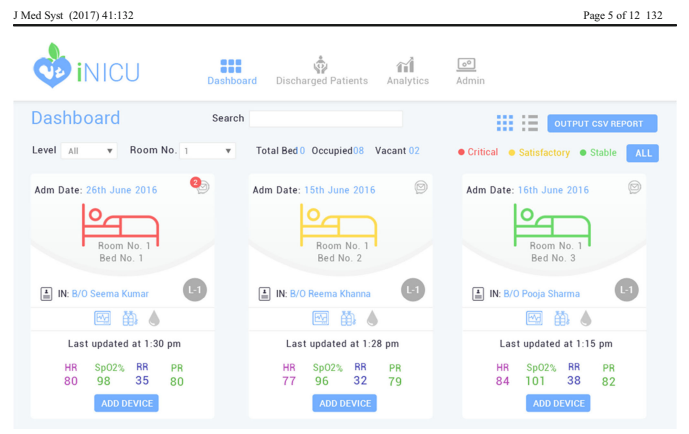 J Med Syst (2017) 41:132 Page 5 of 12 132
iNICU
Dashboard Discharged Patients Analytics Admin
Dashboard Search OUTPUT CSV REPORT
Level All Room No. 1 Total Bed 0 Occupied08 Vacant 02 Critical Satisfactory Stable ALL
2
Adm Date: 26th June 2016
Room No. 1
Bed No. 1
IN: B/O Seema Kumar L-1
Last updated at 1:30 pm
HR SpO2% RR PR
80 98 35 80
ADD DEVICE
Adm Date: 15th June 2016
Room No. 1
Bed No. 2
IN: B/O Reema Khanna L-1
Last updated at 1:28 pm
HR SpO2% RR PR
77 96 32 79
ADD DEVICE
Adm Date: 16th June 2016
Room No. 1
Bed No. 3
IN: B/O Pooja Sharma L-1
Last updated at 1:15 pm
HR SpO2% RR PR
84 101 38 82
ADD DEVICE